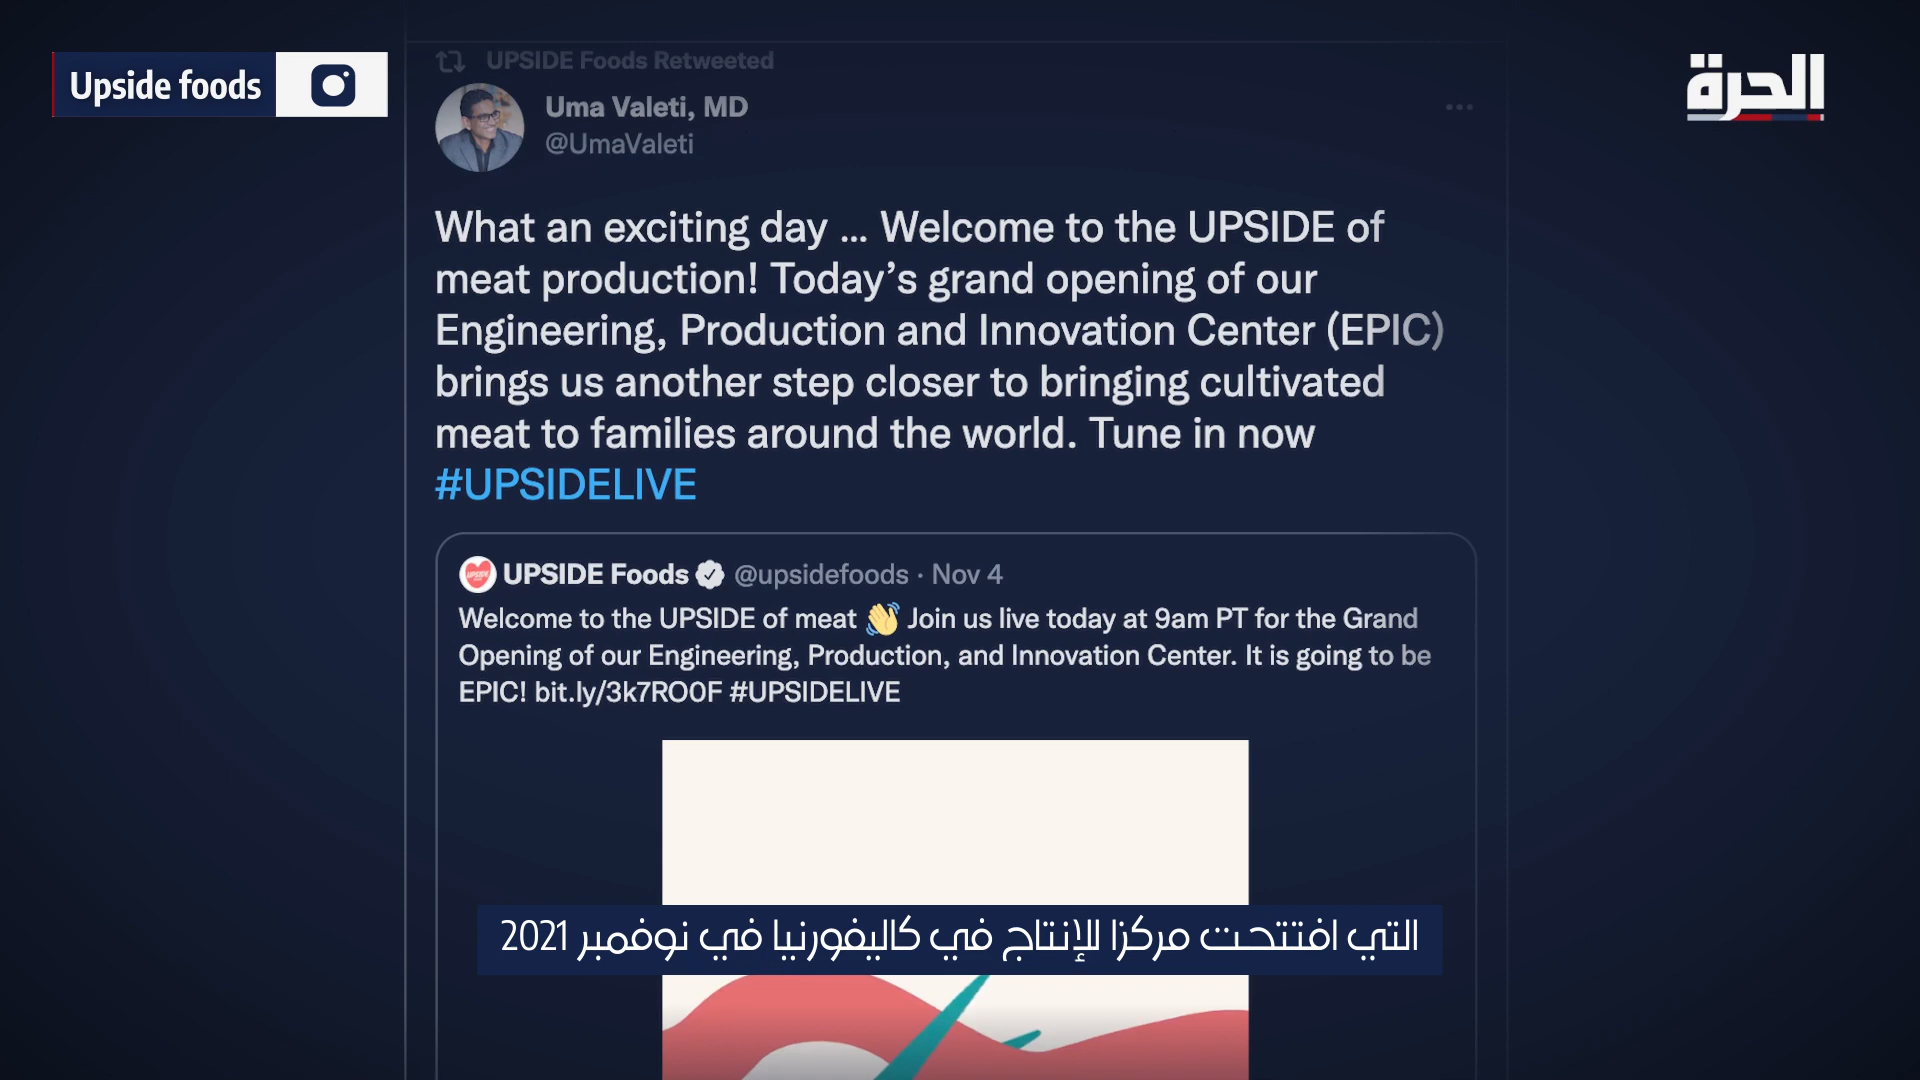 Upside foods
الحرة
UPSIDE Foods Retweeted
Uma Valeti, MD
@UmaValeti
What an exciting day ... Welcome to the UPSIDE of
meat production! Today’s grand opening of our
Engineering, Production and Innovation Center (EPIC)
brings us another step closer to bringing cultivated
meat to families around the world. Tune in now
#UPSIDELIVE
UPSIDE Foods @upsidefoods · Nov 4
Welcome to the UPSIDE of meat 👋 Join us live today at 9am PT for the Grand
Opening of our Engineering, Production, and Innovation Center. It is going to be
EPIC! bit.ly/3k7RO0F #UPSIDELIVE
التي افتتحت مركزا للإنتاج في كاليفورنيا في نوفمبر 2021